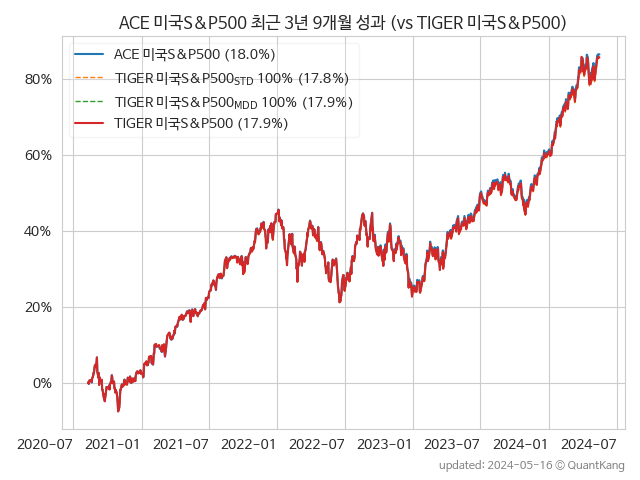 ACE 미국S&P500 최근 3년 9개월 성과 (vs TIGER 미국S&P500)
ACE 미국S&P500 (18.0%)
TIGER 미국S&P500STD 100% (17.8%)
TIGER 미국S&P500MDD 100% (17.9%)
TIGER 미국S&P500 (17.9%)
80%
60%
40%
20%
0%
2020-07 2021-01 2021-07 2022-01 2022-07 2023-01 2023-07 2024-01 2024-07
updated: 2024-05-16 © QuantKang